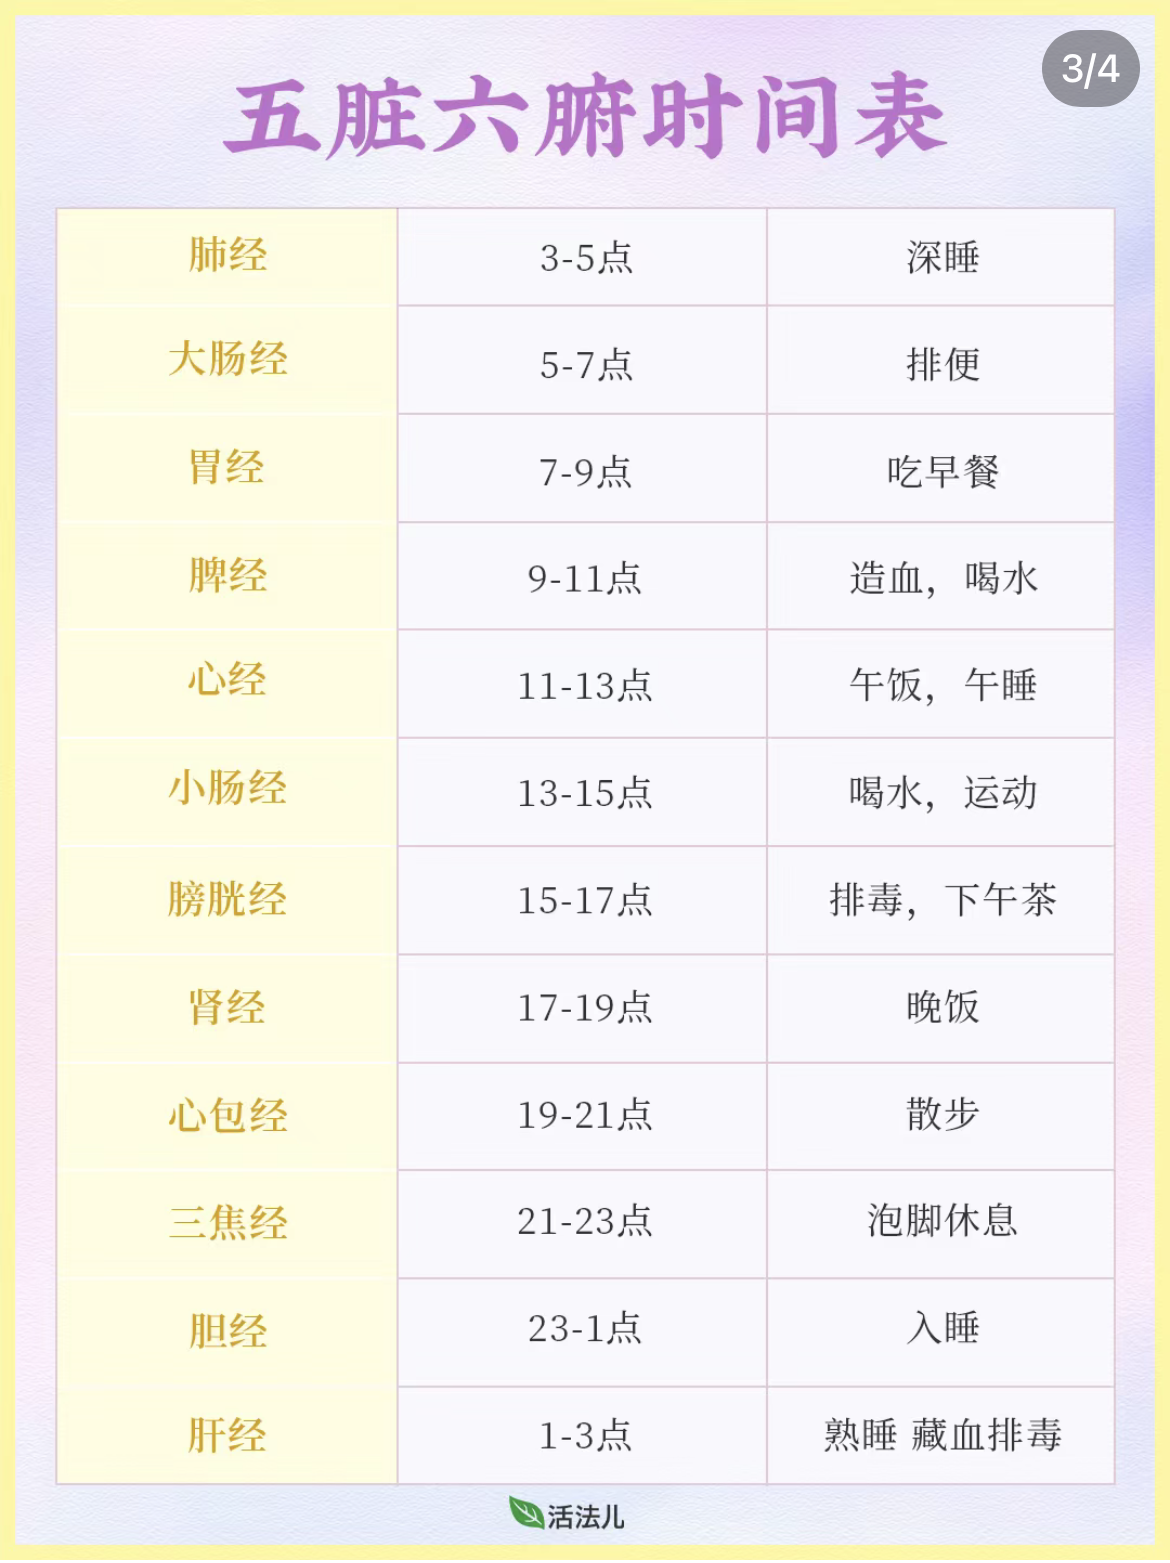 3/4
五脏六腑时间表
肺经 3-5点 深睡
大肠经 5-7点 排便
胃经 7-9点 吃早餐
脾经 9-11点 造血，喝水
心经 11-13点 午饭，午睡
小肠经 13-15点 喝水，运动
膀胱经 15-17点 排毒，下午茶
肾经 17-19点 晚饭
心包经 19-21点 散步
三焦经 21-23点 泡脚休息
胆经 23-1点 入睡
肝经 1-3点 熟睡 藏血排毒
活法儿